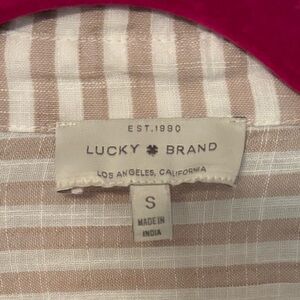 EST.1990
LUCKY BRAND
LOS ANGELES, CALIFORNIA
S
MADE IN
INDIA